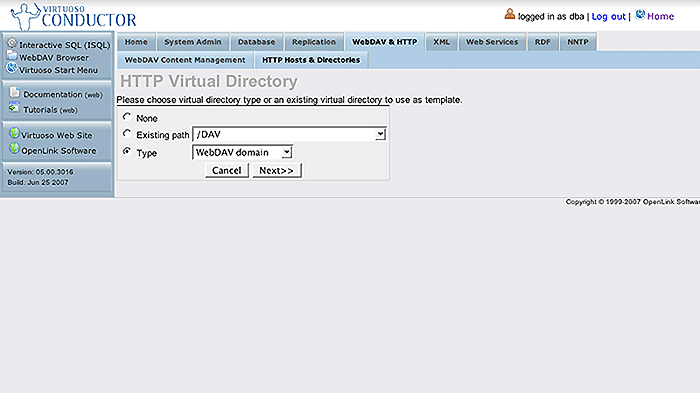 VIRTUOSO
CONDUCTOR
logged in as dba | Log out | Home
Interactive SQL (ISQL)
WebDAV Browser
Virtuoso Start Menu
Documentation (web)
Tutorials (web)
Virtuoso Web Site
OpenLink Software
Version: 05.00.3016
Build: Jun 25 2007
Home System Admin Database Replication WebDAV & HTTP XML Web Services RDF NNTP
WebDAV Content Management HTTP Hosts & Directories
HTTP Virtual Directory
Please choose virtual directory type or an existing virtual directory to use as template.
None
Existing path /DAV
Type WebDAV domain
Cancel Next>>
Copyright © 1999-2007 OpenLink Softwar